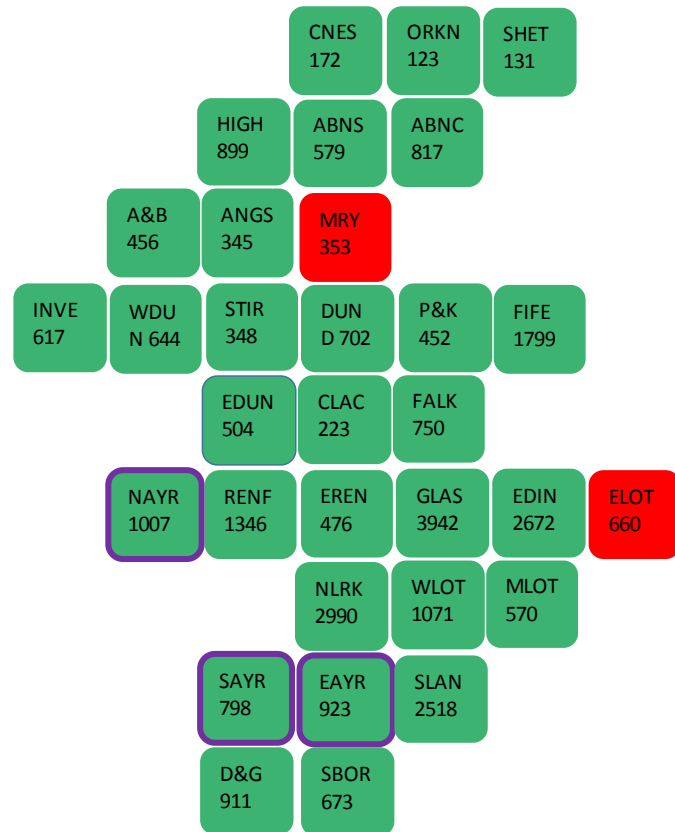 CNES
172
ORKN
123
SHET
131
HIGH
899
ABNS
579
ABNC
817
A&B
456
ANGS
345
MRY
353
INVE
617
WDU
N 644
STIR
348
DUN
D 702
P&K
452
FIFE
1799
EDUN
504
CLAC
223
FALK
750
NAYR
1007
RENF
1346
EREN
476
GLAS
3942
EDIN
2672
ELOT
660
NLRK
2990
WLOT
1071
MLOT
570
SAYR
798
EAYR
923
SLAN
2518
D&G
911
SBOR
673